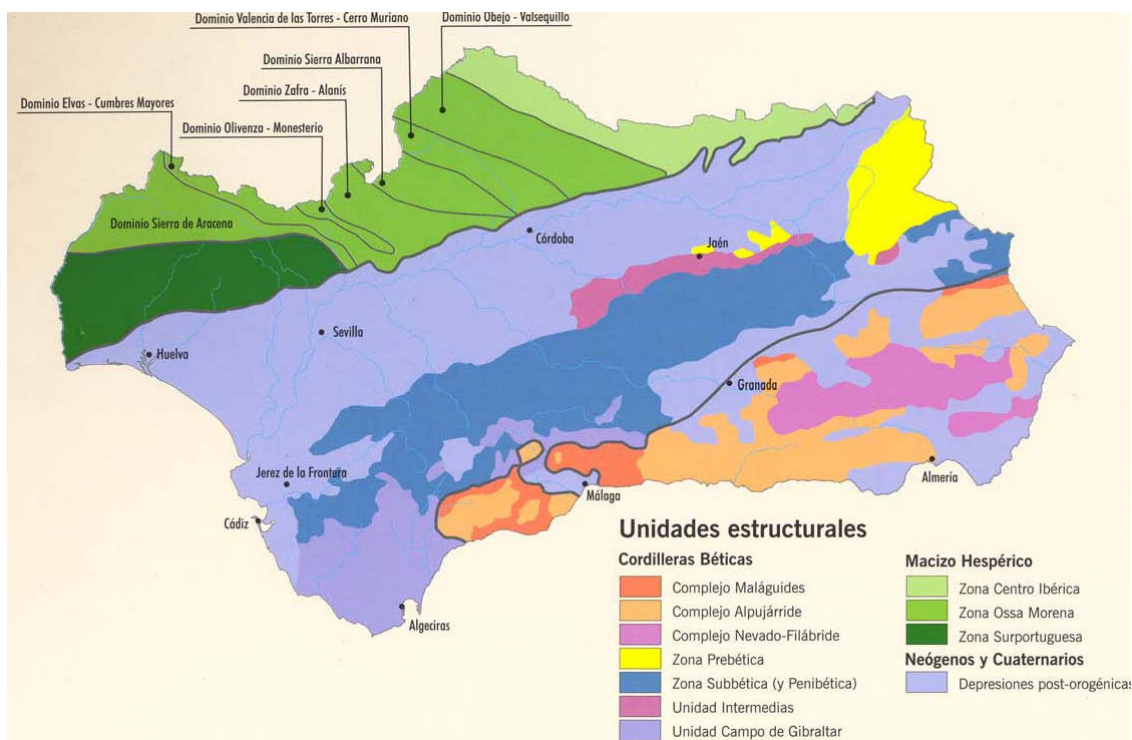 Dominio Valencia de las Torres - Cerro Muriano
Dominio Obejo - Valsequillo
Dominio Sierra Albarrana
Dominio Elvas - Cumbres Mayores
Dominio Zafra - Alanís
Dominio Olivenza - Monesterio
Dominio Sierra de Aracena
Córdoba
Jaén
Sevilla
Huelva
Granada
Jerez de la Frontera
Almería
Málaga
Cádiz
Algeciras
Unidades estructurales
Cordilleras Béticas
Complejo Maláguides
Complejo Alpujárride
Complejo Nevado-Filábride
Zona Prebética
Zona Subbética (y Penibética)
Unidad Intermedias
Unidad Campo de Gibraltar
Macizo Hespérico
Zona Centro Ibérica
Zona Ossa Morena
Zona Surportuguesa
Neógenos y Cuaternarios
Depresiones post-orogénicas